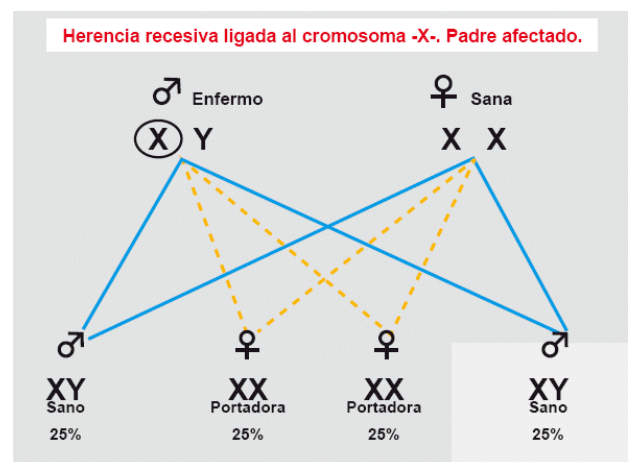 Herencia recesiva ligada al cromosoma -X-. Padre afectado.
♂ Enfermo ♀ Sana
X Y X X
♂ ♀ ♀ ♂
XY XX XX XY
Sano Portadora Portadora Sano
25% 25% 25% 25%